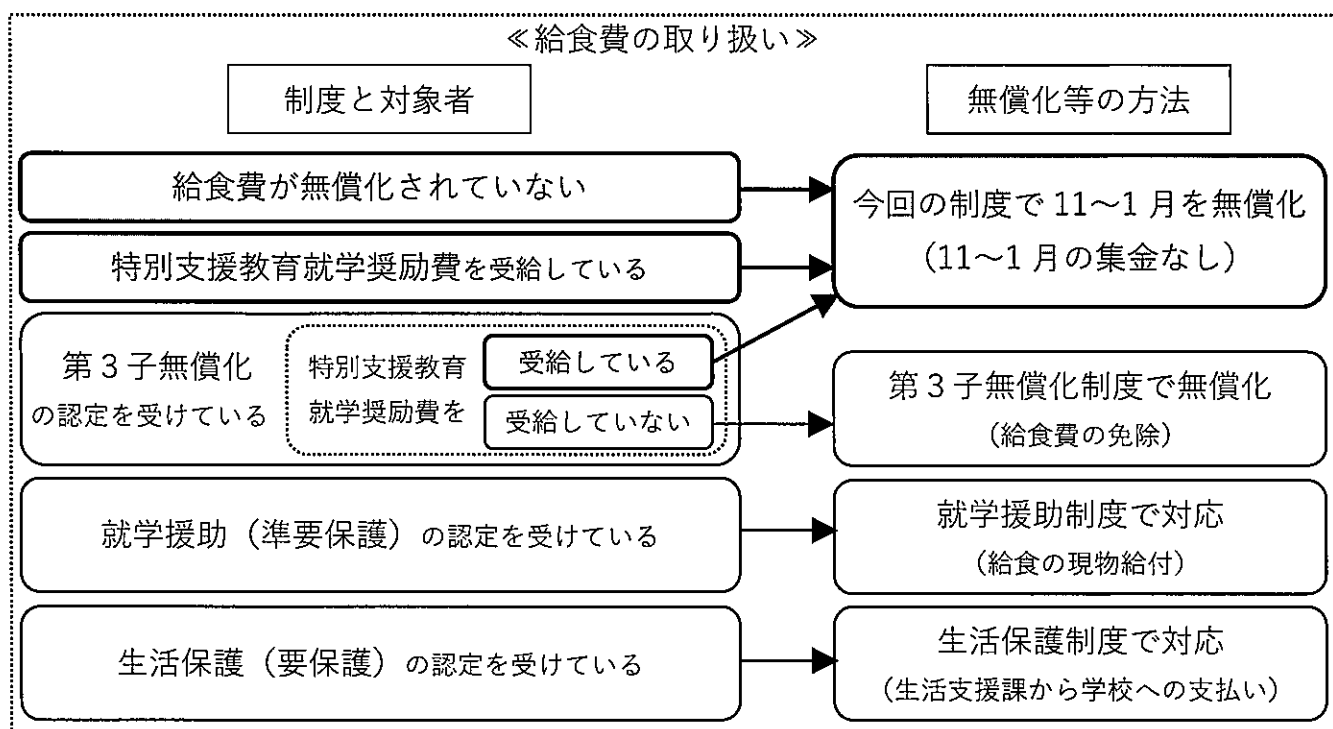 ≪給食費の取り扱い≫
制度と対象者
無償化等の方法
給食費が無償化されていない
今回の制度で 11～1 月を無償化
（11～1 月の集金なし）
特別支援教育就学奨励費を受給している
第3子無償化
の認定を受けている
特別支援教育
就学奨励費を
受給している
受給していない
第3子無償化制度で無償化
（給食費の免除）
就学援助（準要保護）の認定を受けている
就学援助制度で対応
（給食の現物給付）
生活保護（要保護）の認定を受けている
生活保護制度で対応
（生活支援課から学校への支払い）